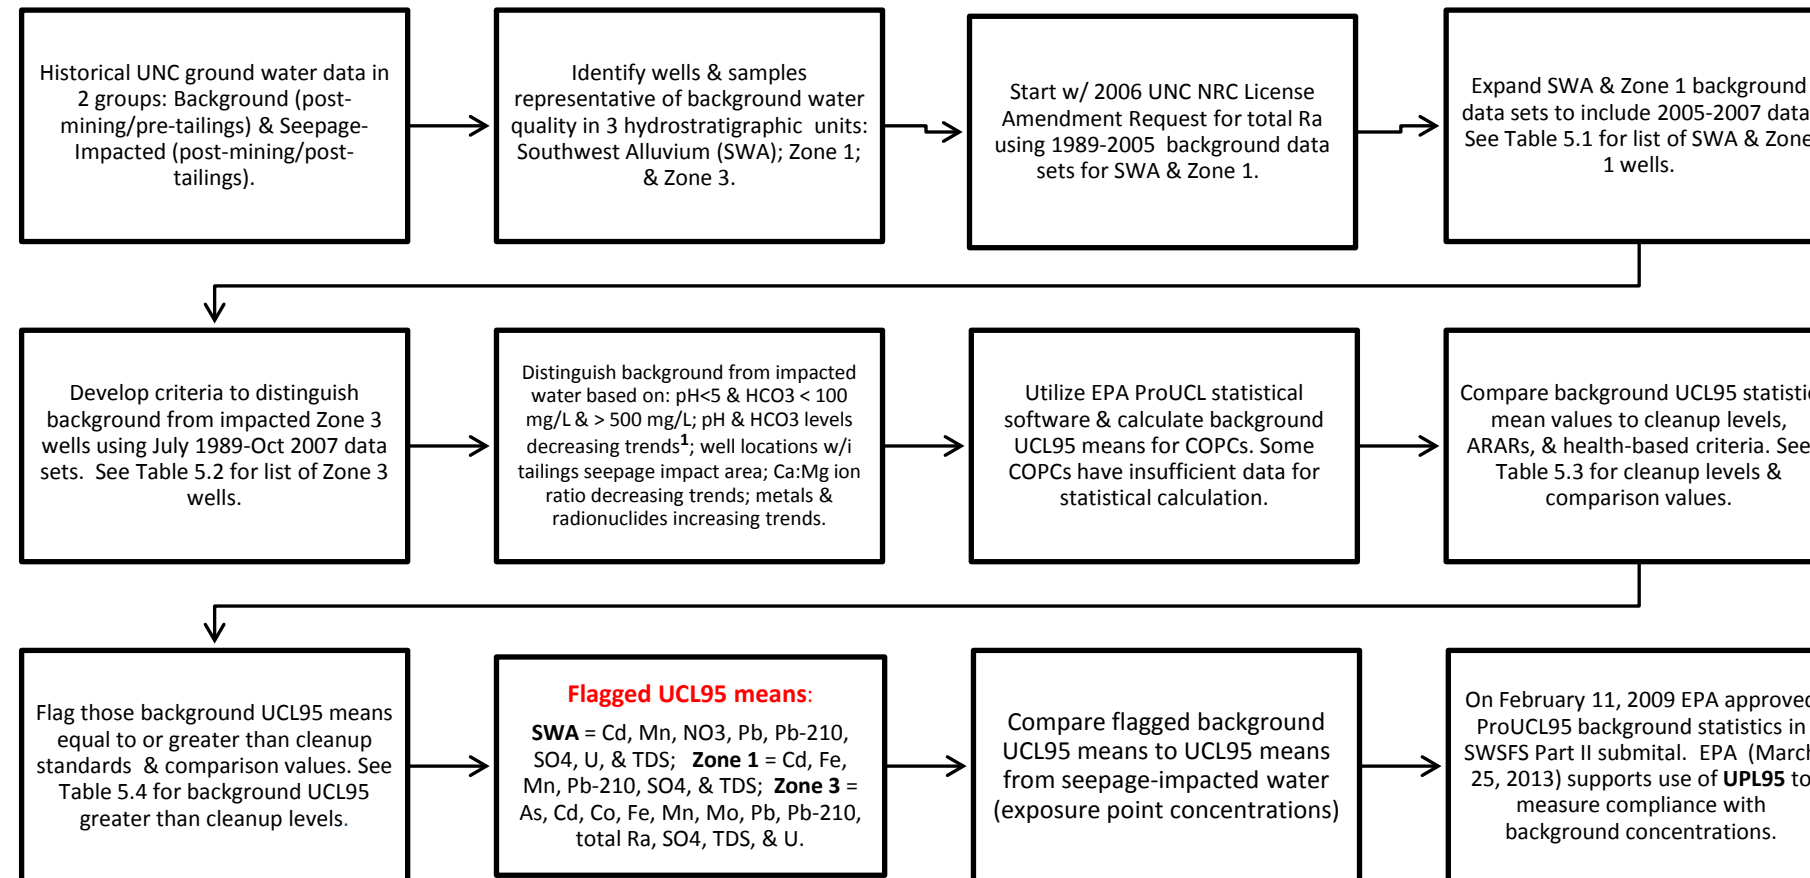 Historical UNC ground water data in
2 groups: Background (post-
mining/pre-tailings) & Seepage-
Impacted (post-mining/post-
tailings).
Identify wells & samples
representative of background water
quality in 3 hydrostratigraphic units:
Southwest Alluvium (SWA); Zone 1;
& Zone 3.
Start w/ 2006 UNC NRC License
Amendment Request for total Ra
using 1989-2005 background data
sets for SWA & Zone 1.
Expand SWA & Zone 1 background
data sets to include 2005-2007 data
See Table 5.1 for list of SWA & Zone
1 wells.
Develop criteria to distinguish
background from impacted Zone 3
wells using July 1989-Oct 2007 data
sets. See Table 5.2 for list of Zone 3
wells.
Distinguish background from impacted
water based on: pH<5 & HCO3 < 100
mg/L & > 500 mg/L; pH & HCO3 levels
decreasing trends1; well locations w/i
tailings seepage impact area; Ca:Mg ion
ratio decreasing trends; metals &
radionuclides increasing trends.
Utilize EPA ProUCL statistical
software & calculate background
UCL95 means for COPCs. Some
COPCs have insufficient data for
statistical calculation.
Compare background UCL95 statistic
mean values to cleanup levels,
ARARs, & health-based criteria. See
Table 5.3 for cleanup levels &
comparison values.
Flag those background UCL95 means
equal to or greater than cleanup
standards & comparison values. See
Table 5.4 for background UCL95
greater than cleanup levels.
Flagged UCL95 means:
SWA = Cd, Mn, NO3, Pb, Pb-210,
SO4, U, & TDS; Zone 1 = Cd, Fe,
Mn, Pb-210, SO4, & TDS; Zone 3 =
As, Cd, Co, Fe, Mn, Mo, Pb, Pb-210,
total Ra, SO4, TDS, & U.
Compare flagged background
UCL95 means to UCL95 means
from seepage-impacted water
(exposure point concentrations)
On February 11, 2009 EPA approved
ProUCL95 background statistics in
SWSFS Part II submital. EPA (March
25, 2013) supports use of UPL95 to
measure compliance with
background concentrations.